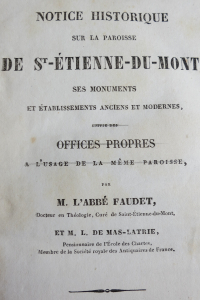 NOTICE HISTORIQUE
SUR LA PAROISSE
DE ST-ÉTIENNE-DU-MONT
SES MONUMENTS
ET ÉTABLISSEMENTS ANCIENS ET MODERNES,
OFFICES PROPRES
A L'USAGE DE LA MÊME PAROISSE,
PAR
M. L'ABBÉ FAUDET,
Docteur en Théologie, Curé de Saint-Étienne-du-Mont,
ET M. L. DE MAS-LATRIE,
Pensionnaire de l'École des Chartes,
Membre de la Société royale des Antiquaires de France.